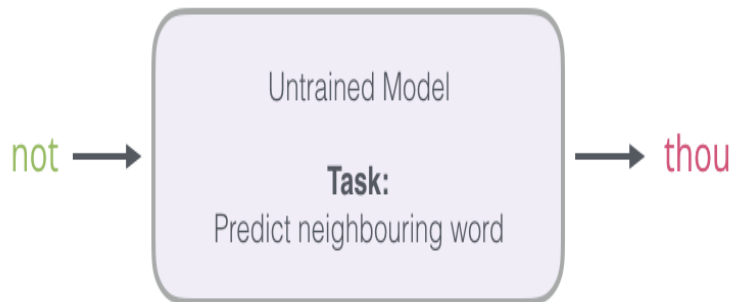 Untrained Model
not
thou
Task:
Predict neighbouring word